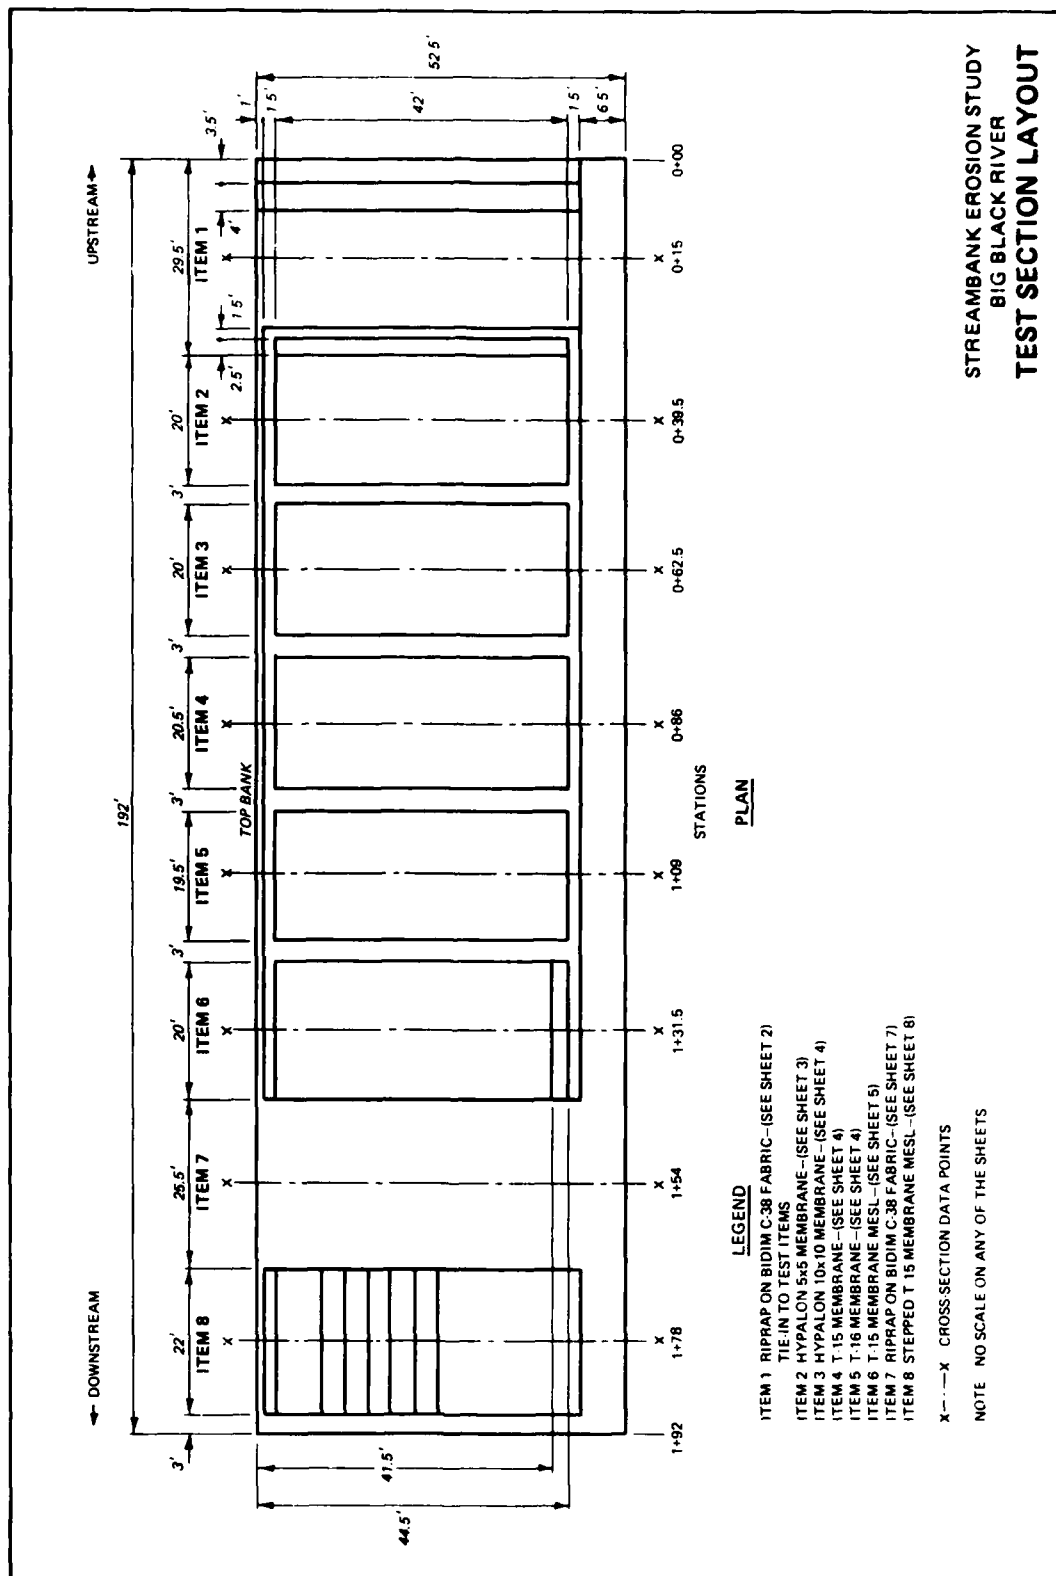 ← DOWNSTREAM
UPSTREAM →
192'
3'
22'
25.5'
20'
3'
19.5'
3'
20.5'
3'
20'
3'
20'
29.5'
3.5'
ITEM 8
ITEM 7
ITEM 6
ITEM 5
ITEM 4
ITEM 3
ITEM 2
ITEM 1
TOP BANK
2.5'
1 5'
4'
1'
1 5'
42'
52 5'
1 5'
6 5'
41.5'
44.5'
1+92
1+78
1+54
1+31.5
1+09
0+86
0+62.5
0+39.5
0+15
0+00
STATIONS
PLAN
LEGEND
ITEM 1 RIPRAP ON BIDIM C-38 FABRIC–(SEE SHEET 2)
TIE-IN TO TEST ITEMS
ITEM 2 HYPALON 5x5 MEMBRANE–(SEE SHEET 3)
ITEM 3 HYPALON 10x10 MEMBRANE–(SEE SHEET 4)
ITEM 4 T-15 MEMBRANE–(SEE SHEET 4)
ITEM 5 T-16 MEMBRANE–(SEE SHEET 4)
ITEM 6 T-15 MEMBRANE MESL–(SEE SHEET 5)
ITEM 7 RIPRAP ON BIDIM C-38 FABRIC–(SEE SHEET 7)
ITEM 8 STEPPED T 15 MEMBRANE MESL–(SEE SHEET 8)
X–·–X CROSS-SECTION DATA POINTS
NOTE NO SCALE ON ANY OF THE SHEETS
STREAMBANK EROSION STUDY
BIG BLACK RIVER
TEST SECTION LAYOUT